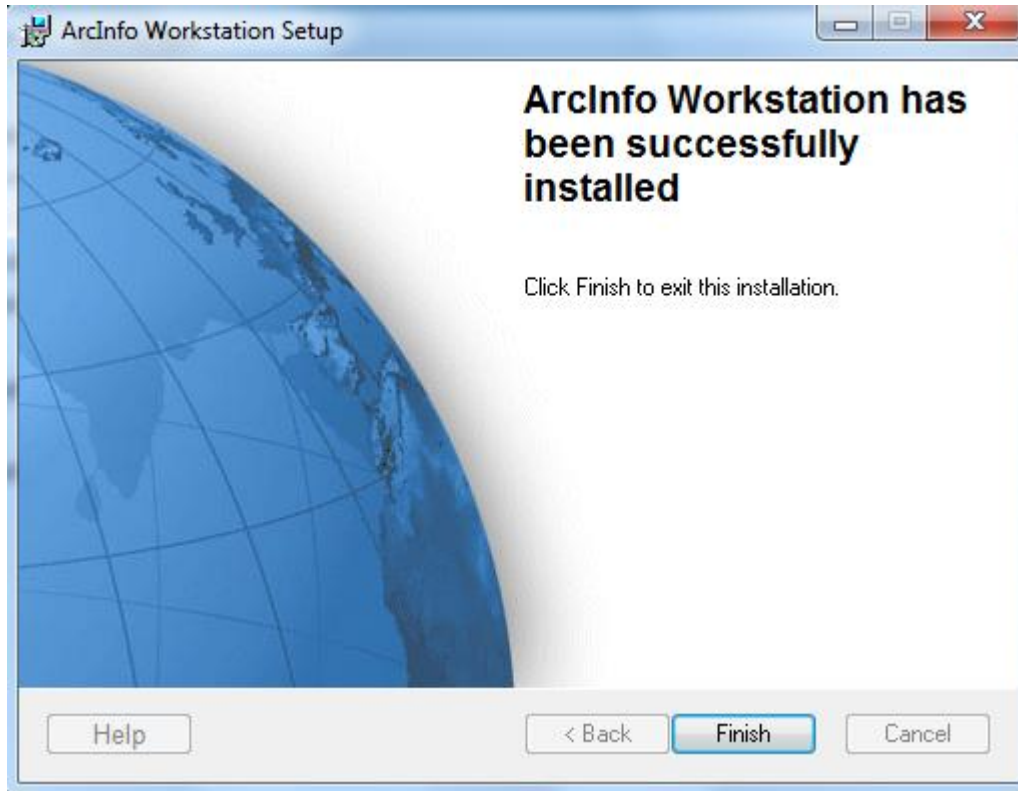 ArcInfo Workstation Setup
ArcInfo Workstation has
been successfully
installed
Click Finish to exit this installation.
Help
< Back
Finish
Cancel